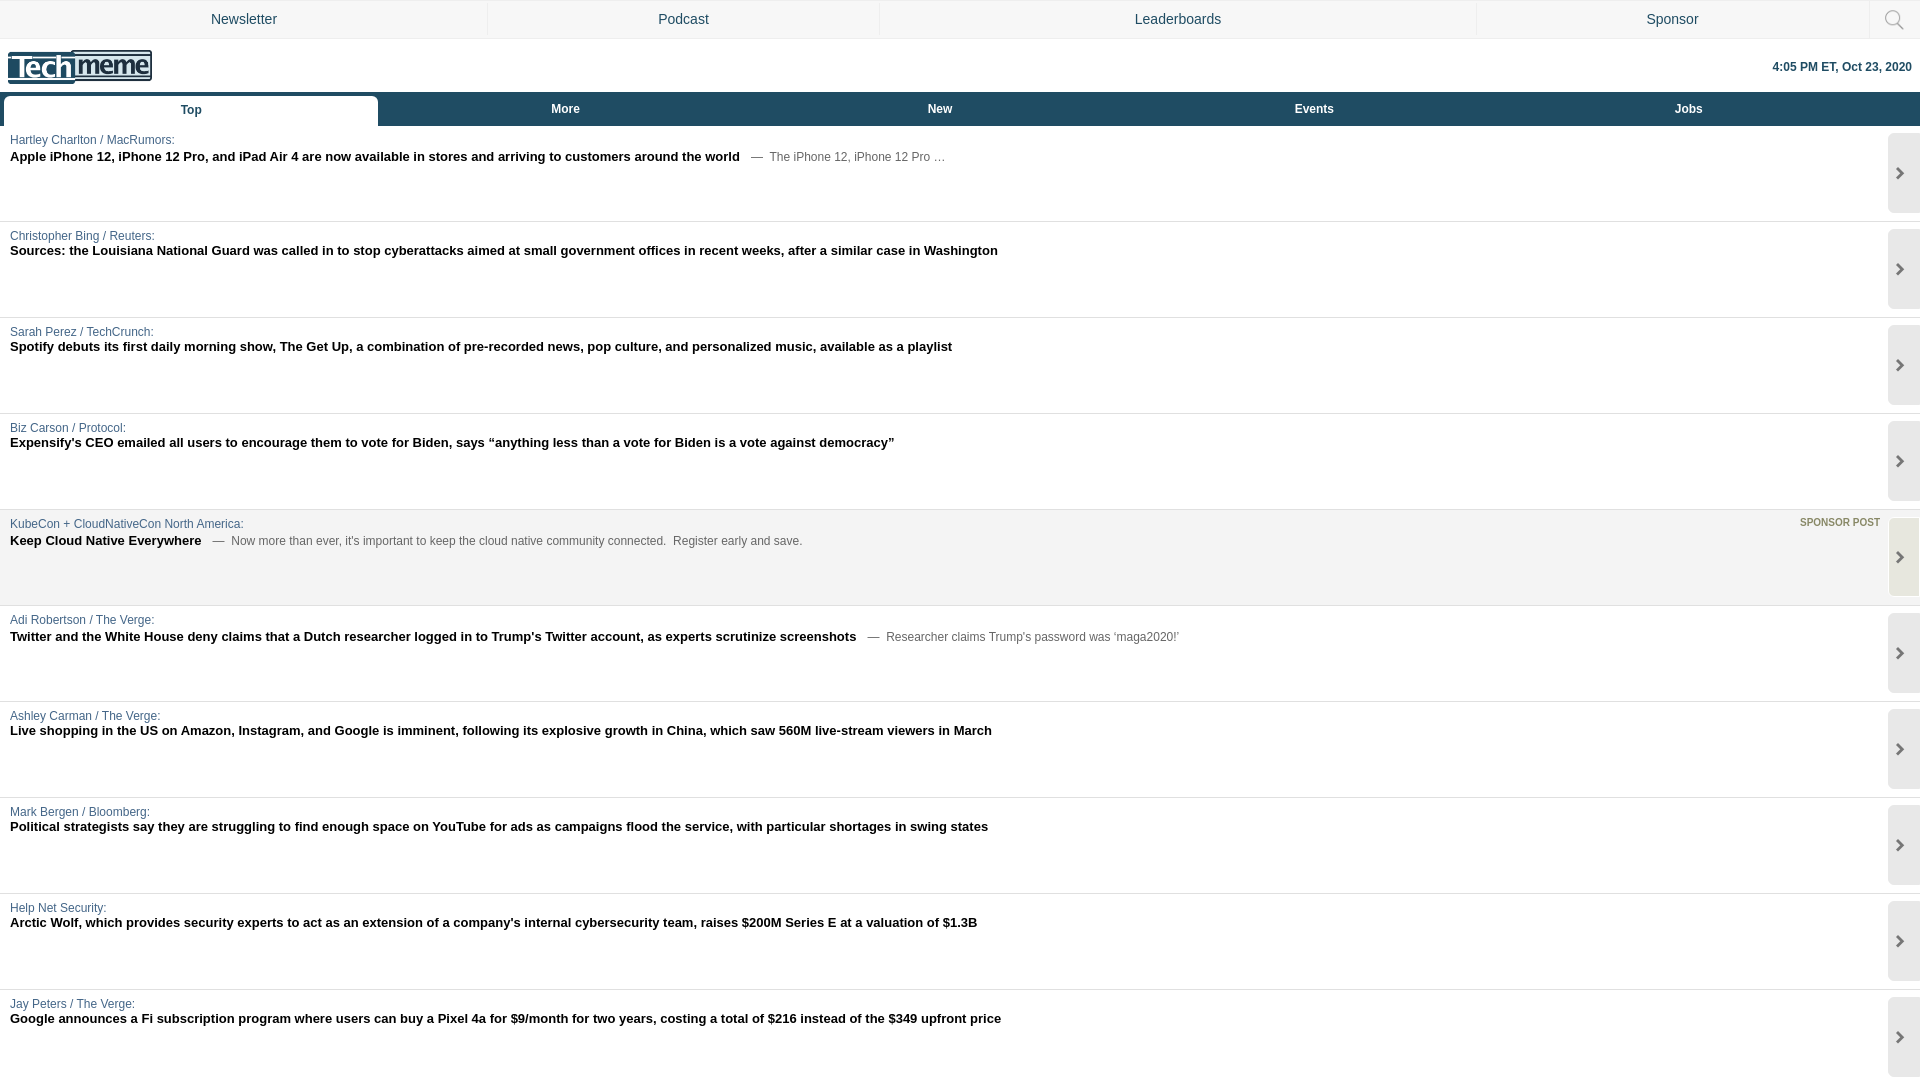 Newsletter
Podcast
Leaderboards
Sponsor
Techmeme
4:05 PM ET, Oct 23, 2020
Top
More
New
Events
Jobs
Hartley Charlton / MacRumors:
Apple iPhone 12, iPhone 12 Pro, and iPad Air 4 are now available in stores and arriving to customers around the world — The iPhone 12, iPhone 12 Pro …
Christopher Bing / Reuters:
Sources: the Louisiana National Guard was called in to stop cyberattacks aimed at small government offices in recent weeks, after a similar case in Washington
Sarah Perez / TechCrunch:
Spotify debuts its first daily morning show, The Get Up, a combination of pre-recorded news, pop culture, and personalized music, available as a playlist
Biz Carson / Protocol:
Expensify's CEO emailed all users to encourage them to vote for Biden, says “anything less than a vote for Biden is a vote against democracy”
KubeCon + CloudNativeCon North America:
SPONSOR POST
Keep Cloud Native Everywhere — Now more than ever, it's important to keep the cloud native community connected. Register early and save.
Adi Robertson / The Verge:
Twitter and the White House deny claims that a Dutch researcher logged in to Trump's Twitter account, as experts scrutinize screenshots — Researcher claims Trump's password was ‘maga2020!’
Ashley Carman / The Verge:
Live shopping in the US on Amazon, Instagram, and Google is imminent, following its explosive growth in China, which saw 560M live-stream viewers in March
Mark Bergen / Bloomberg:
Political strategists say they are struggling to find enough space on YouTube for ads as campaigns flood the service, with particular shortages in swing states
Help Net Security:
Arctic Wolf, which provides security experts to act as an extension of a company's internal cybersecurity team, raises $200M Series E at a valuation of $1.3B
Jay Peters / The Verge:
Google announces a Fi subscription program where users can buy a Pixel 4a for $9/month for two years, costing a total of $216 instead of the $349 upfront price